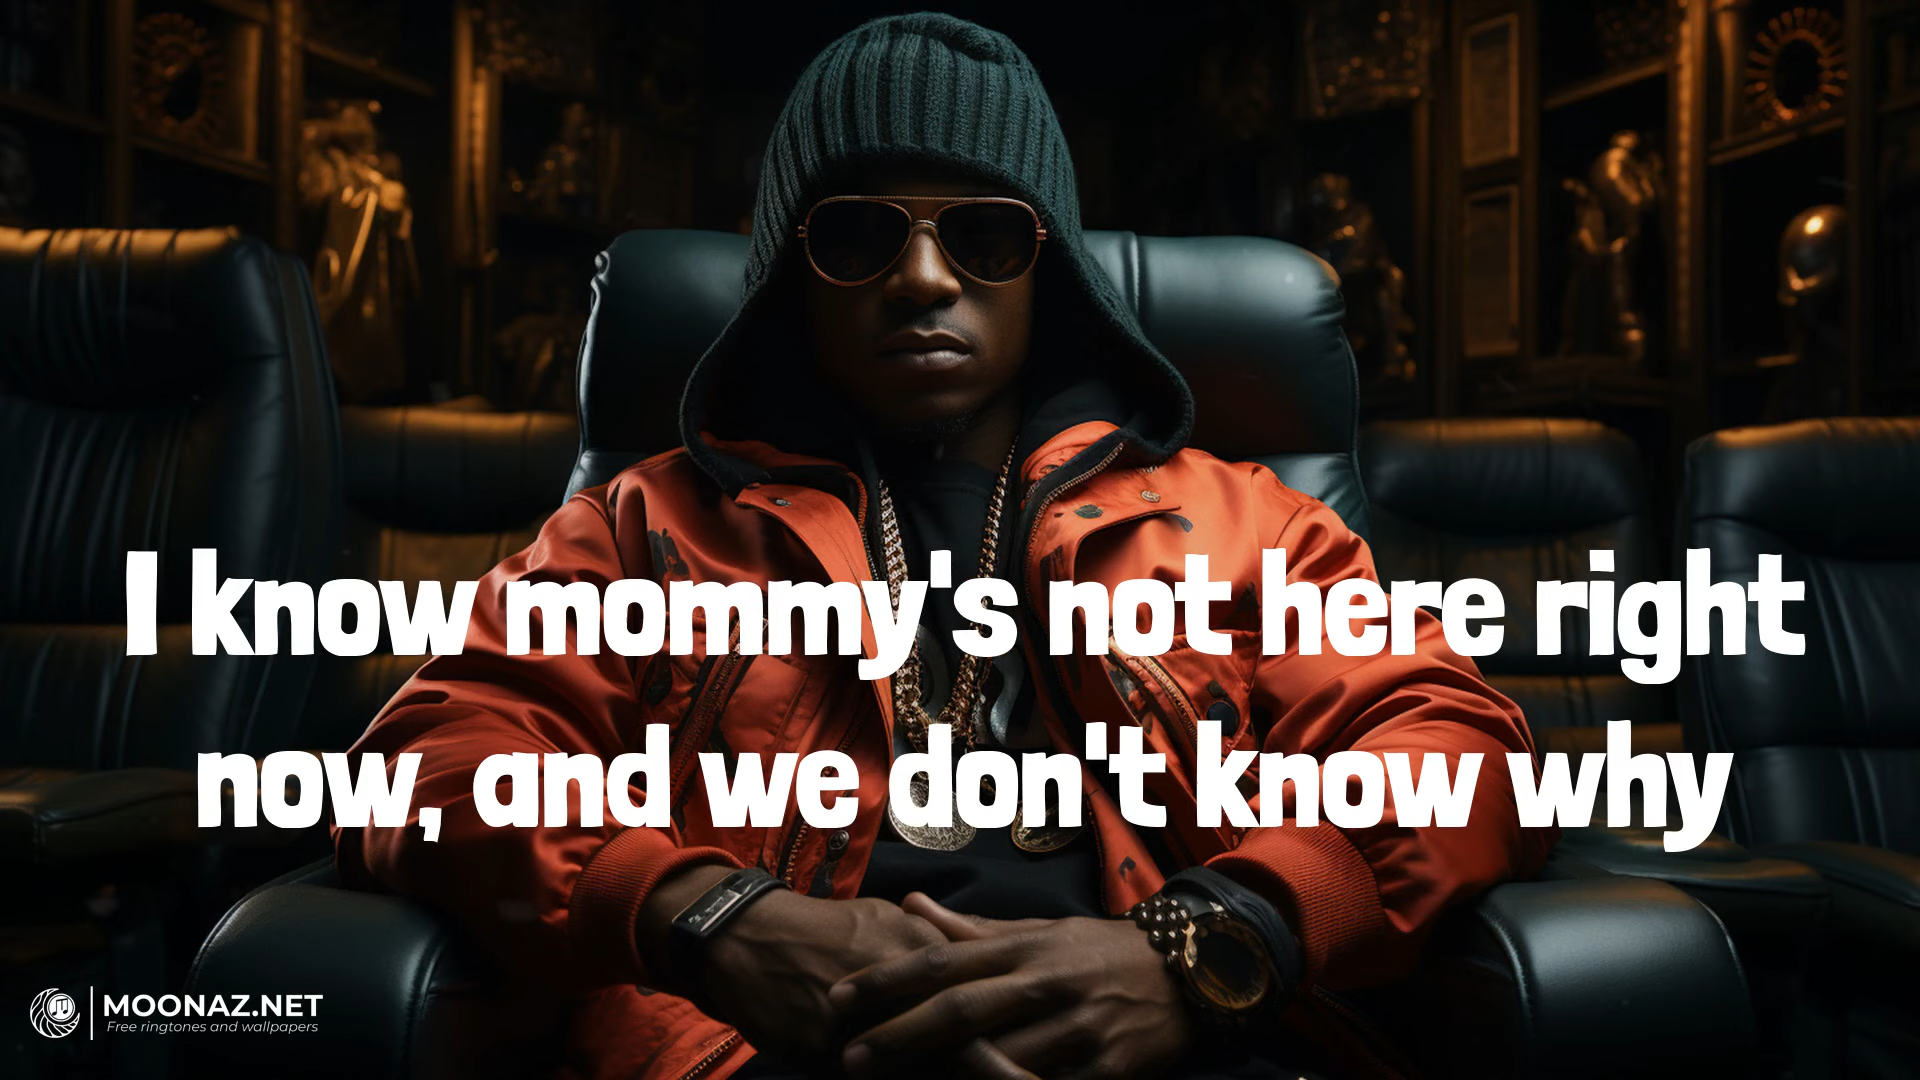 I know mommy's not here right
now, and we don't know why
MOONAZ.NET
Free ringtones and wallpapers